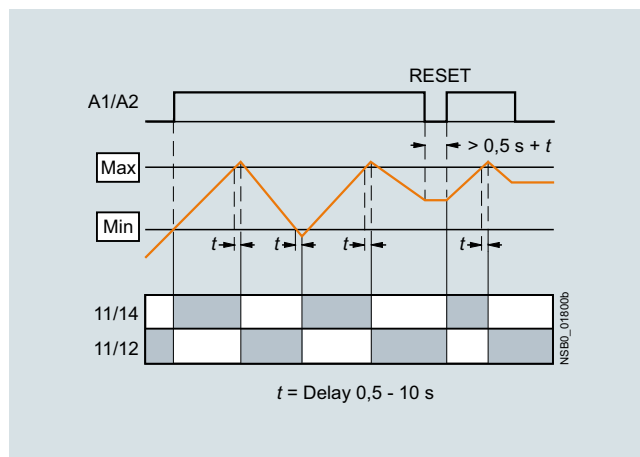 RESET
A1/A2
> 0,5 s + t
Max
Min
t t t t
11/14
11/12
NSB0_01800b
t = Delay 0,5 - 10 s